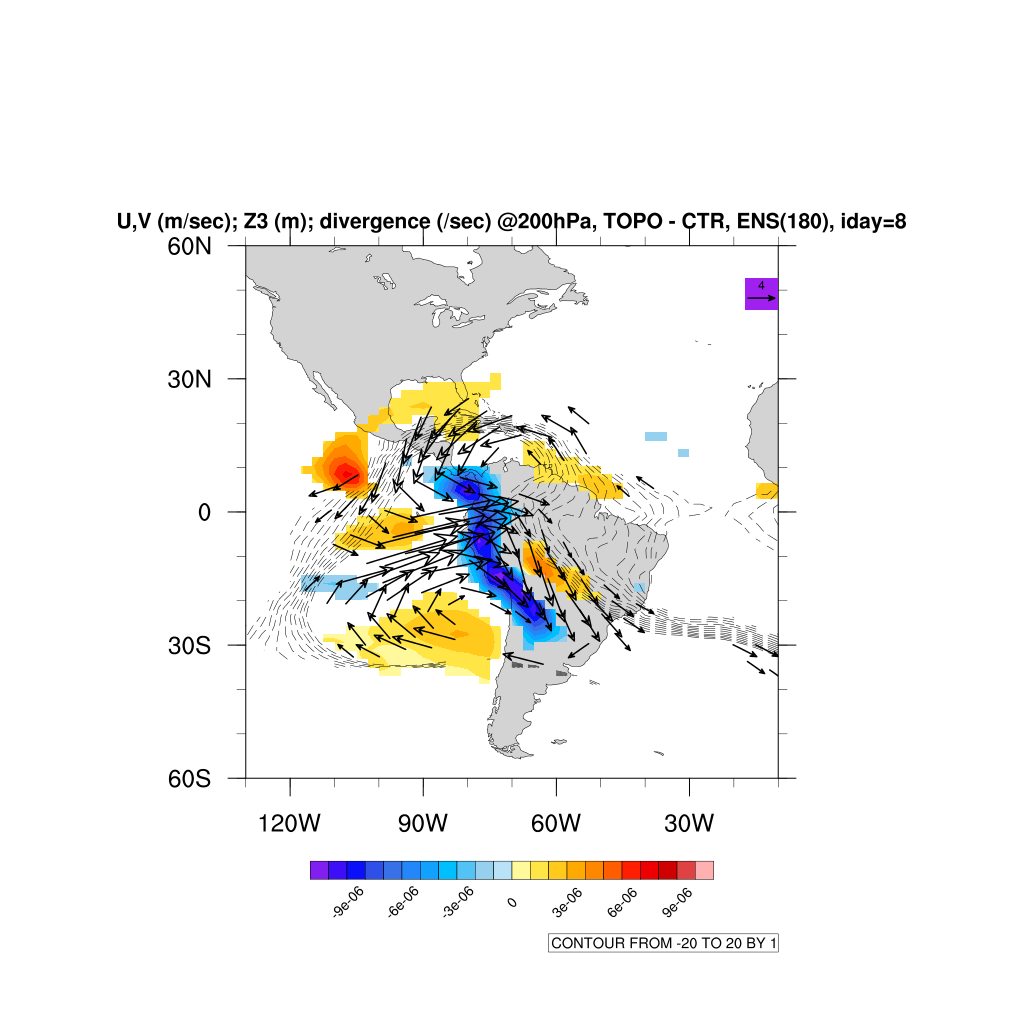 U,V (m/sec); Z3 (m); divergence (/sec) @200hPa, TOPO - CTR, ENS(180), iday=8
60N
4
30N
0
30S
60S
120W 90W 60W 30W
-9e-06 -6e-06 -3e-06 0 3e-06 6e-06 9e-06
CONTOUR FROM -20 TO 20 BY 1